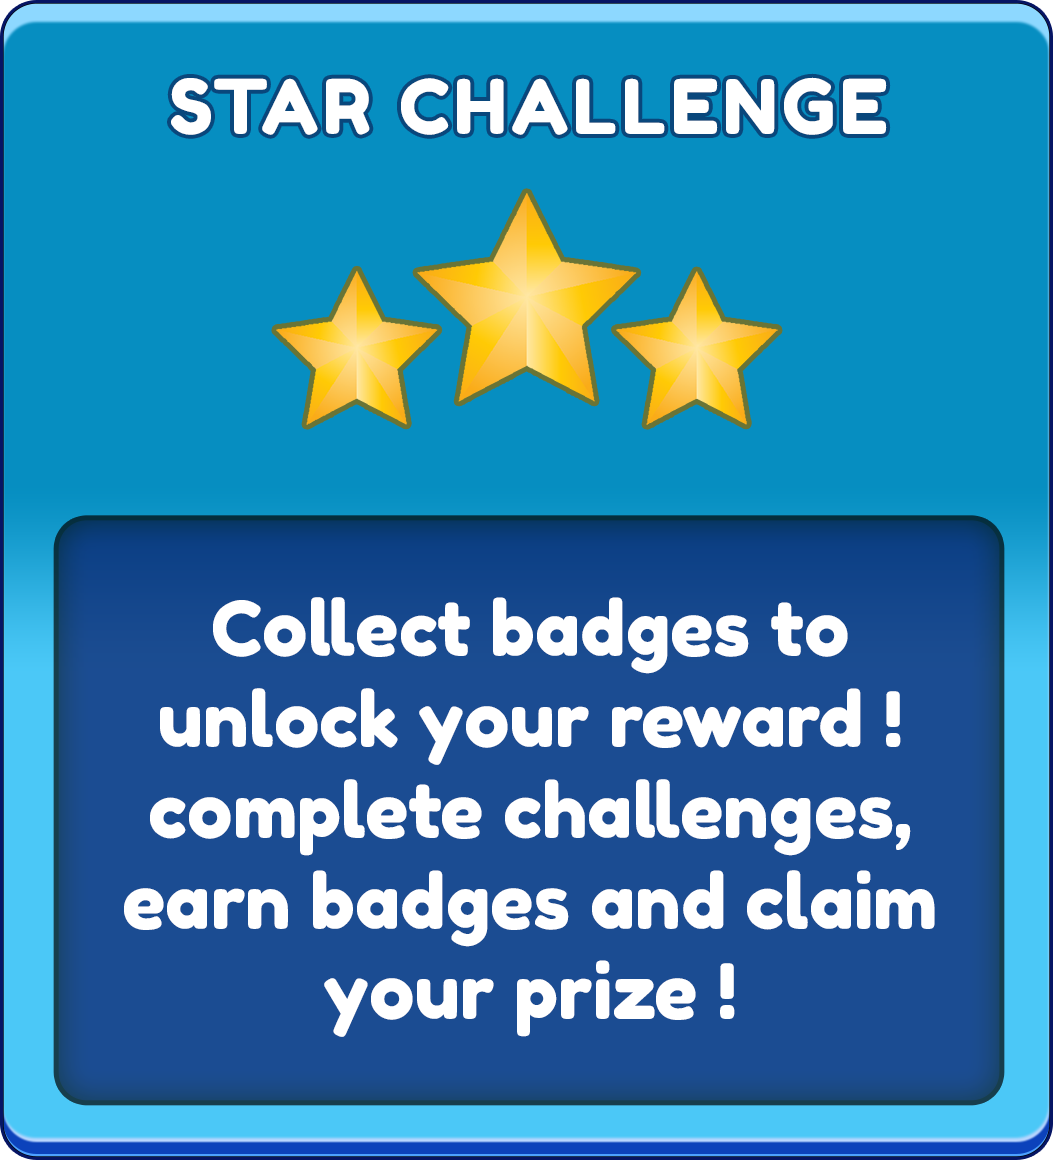 STAR CHALLENGE
Collect badges to
unlock your reward !
complete challenges,
earn badges and claim
your prize !